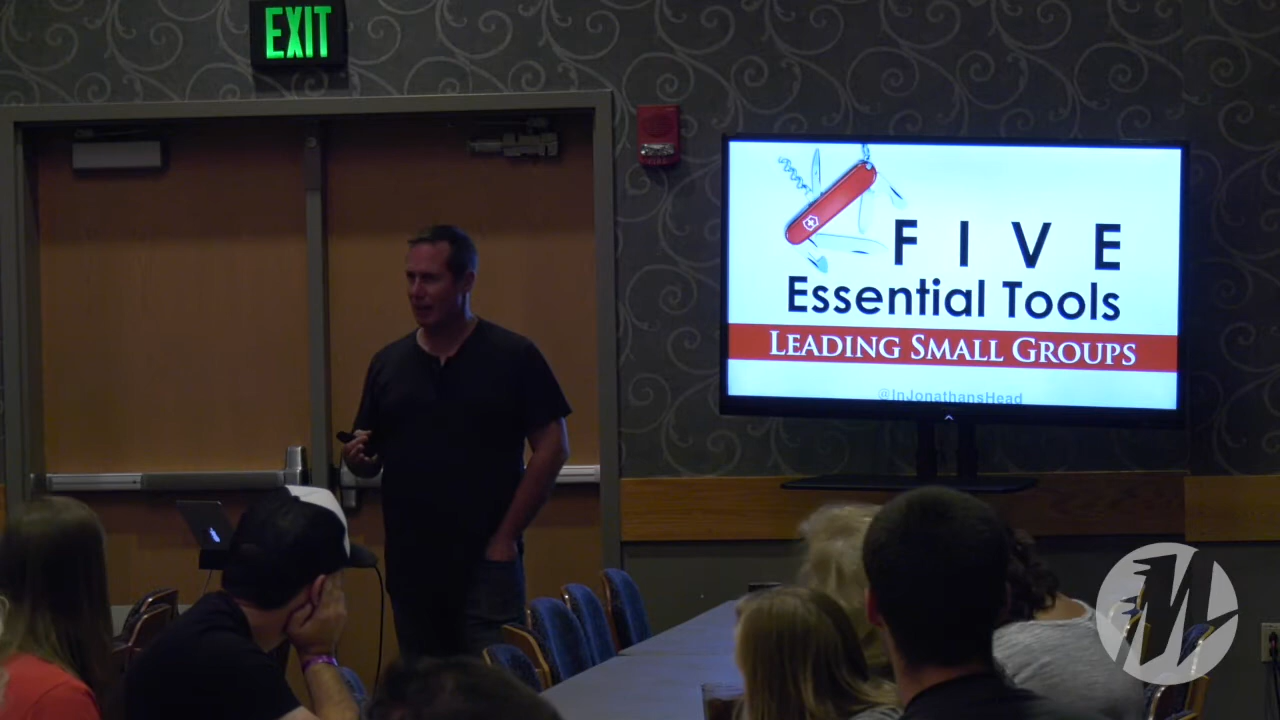 EXIT
FIVE
Essential Tools
LEADING SMALL GROUPS
@InJonathansHead
M